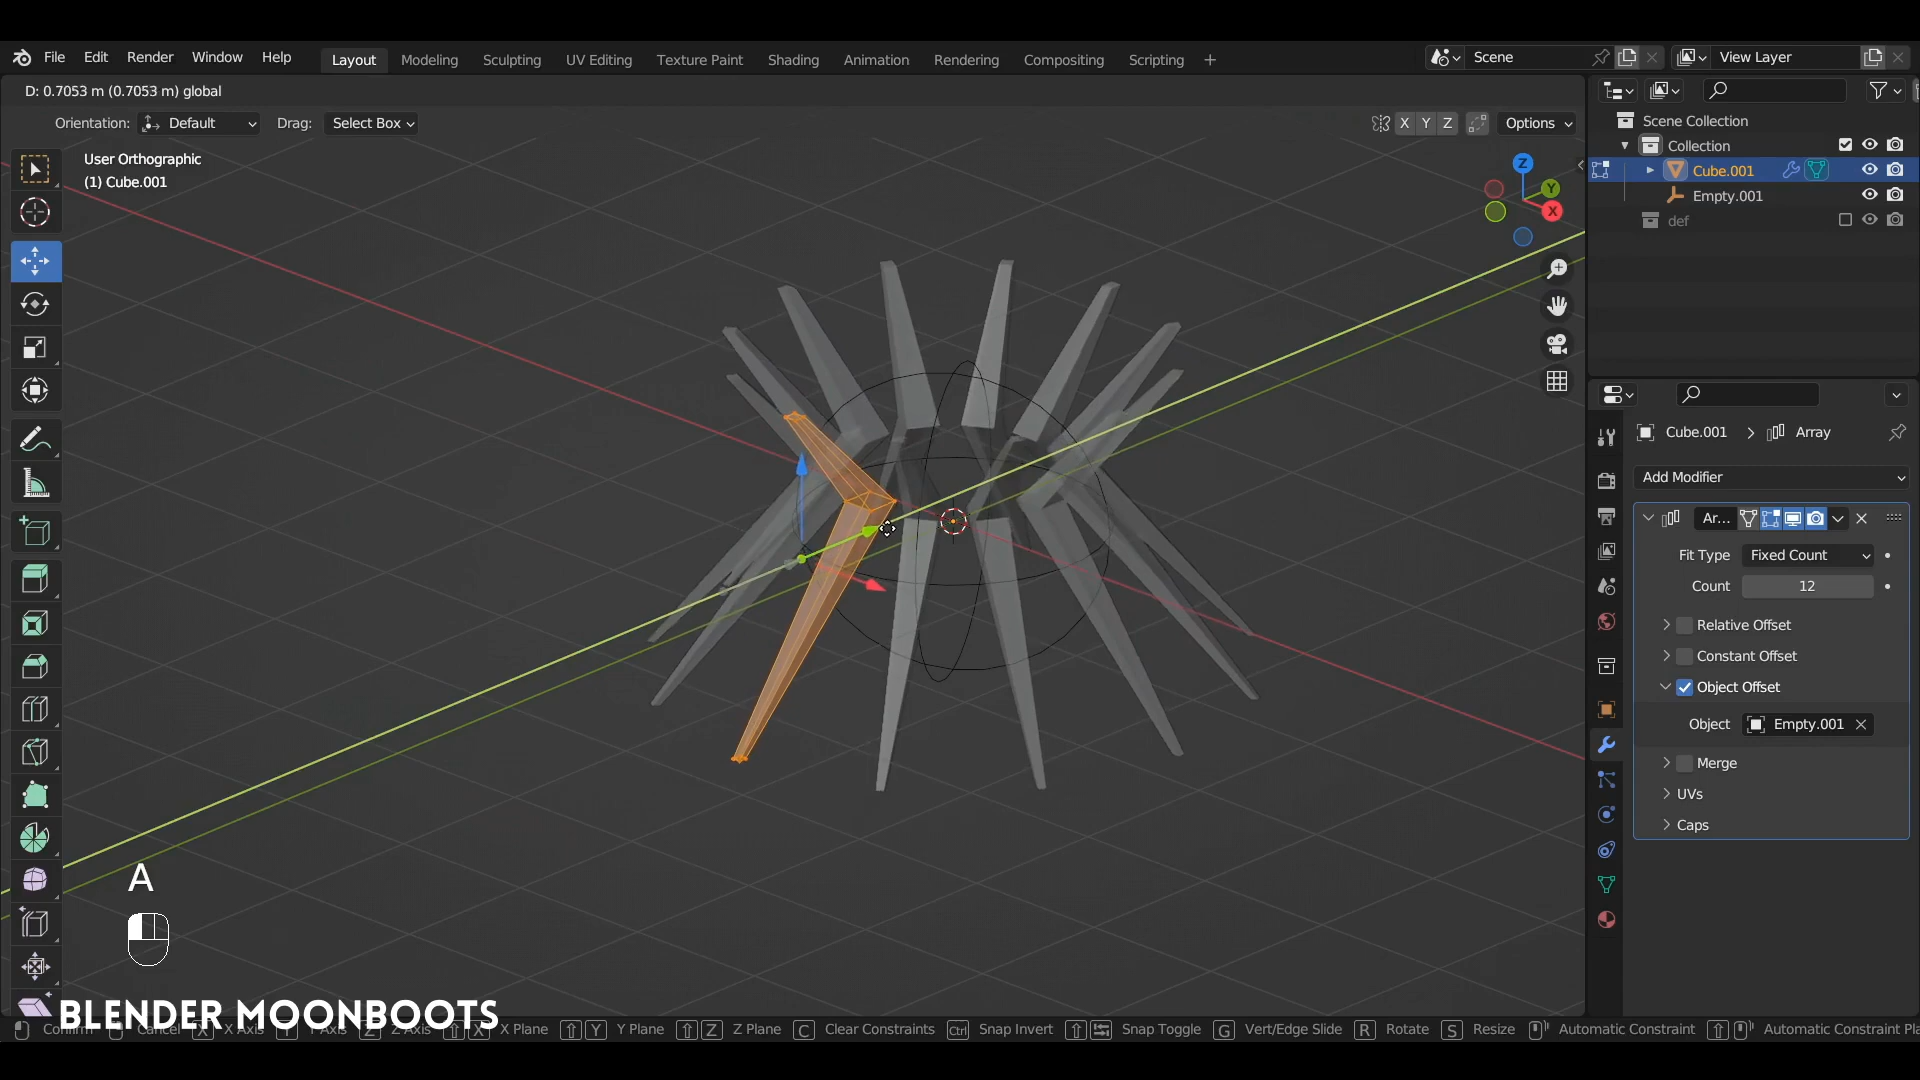 File Edit Render Window Help Layout Modeling Sculpting UV Editing Texture Paint Shading Animation Rendering Compositing Scripting + Scene View Layer
D: 0.7053 m (0.7053 m) global
Orientation: Default Drag: Select Box X Y Z Options
User Orthographic
(1) Cube.001
Z
Y
X
Scene Collection
Collection
Cube.001
Empty.001
def
Cube.001 > Array
Add Modifier
Ar...
Fit Type Fixed Count
Count 12
Relative Offset
Constant Offset
Object Offset
Object Empty.001
Merge
UVs
Caps
A
BLENDER MOONBOOTS
X Plane Y Y Plane Z Z Plane C Clear Constraints Ctrl Snap Invert Snap Toggle G Vert/Edge Slide R Rotate S Resize Automatic Constraint Automatic Constraint Pla